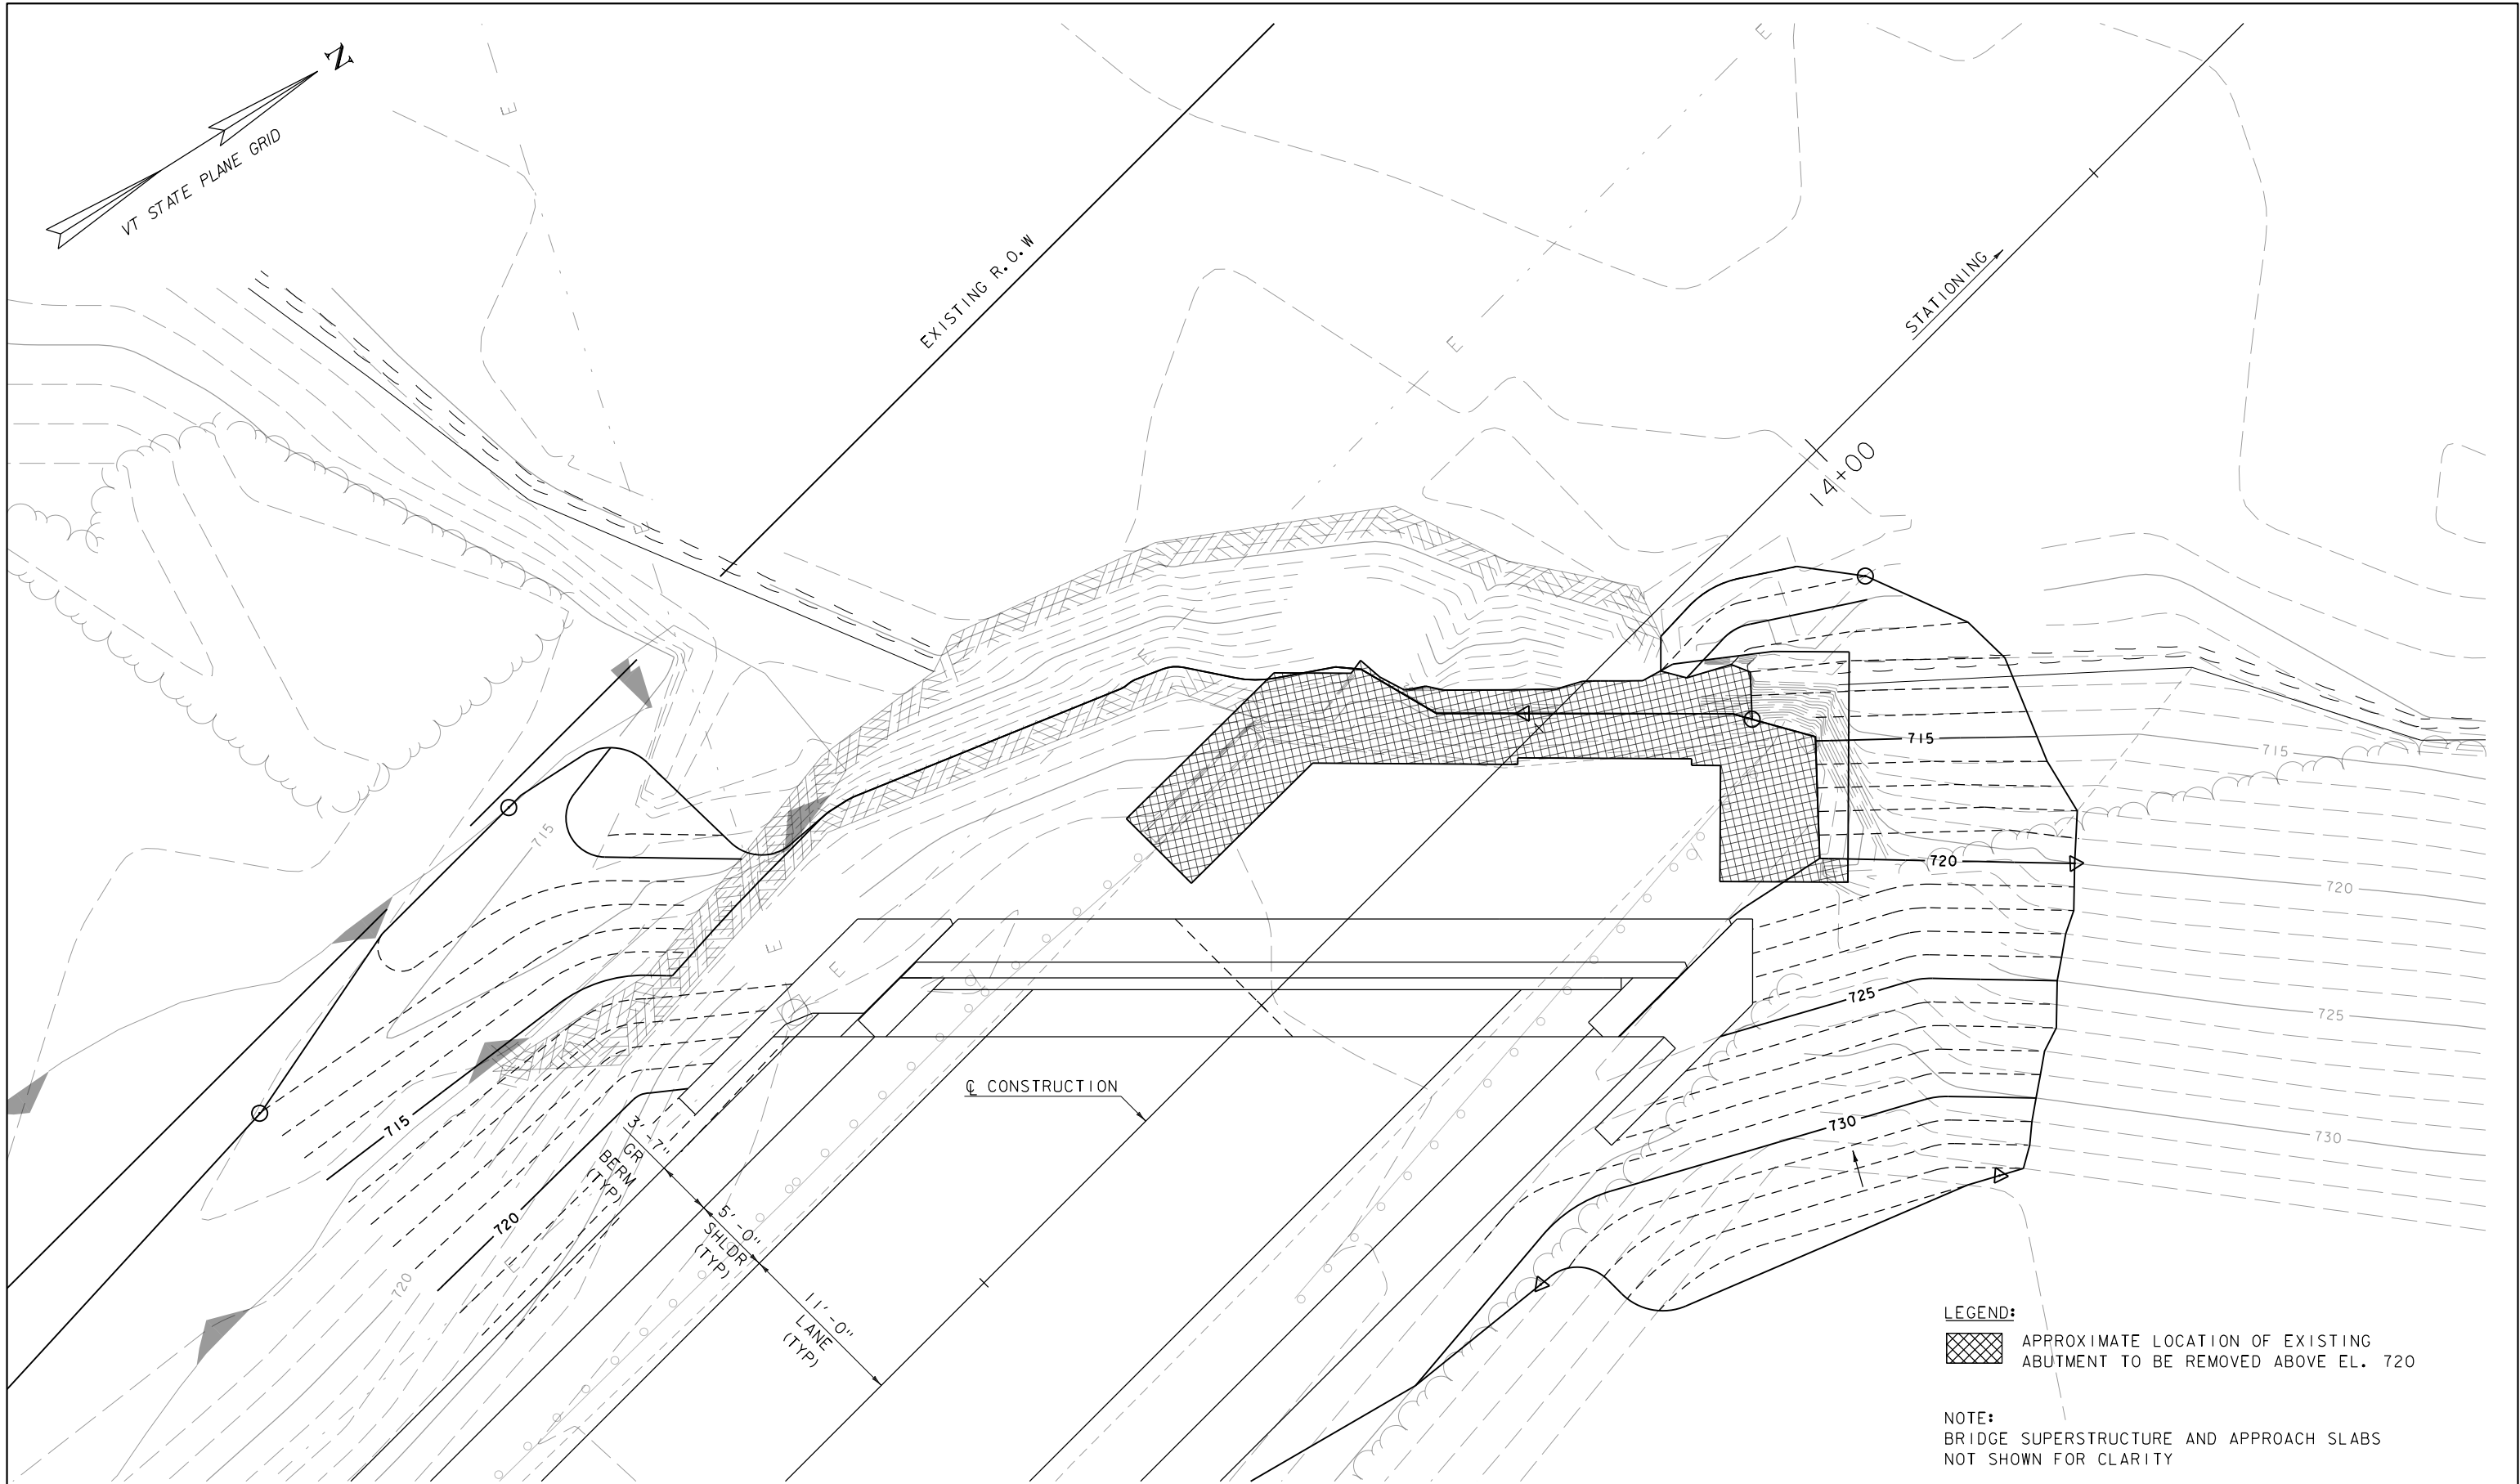 N
VT STATE PLANE GRID
E
E
EXISTING R.O.W
E
STATIONING
14+00
E
E
715
715
715
720
720
E
E
725
725
℄ CONSTRUCTION
715
730
730
3'-7"
GR
BERM
(TYP)
720
E
720
5'-0"
SHLDR
(TYP)
11'-0"
LANE
(TYP)
LEGEND:
APPROXIMATE LOCATION OF EXISTING
ABUTMENT TO BE REMOVED ABOVE EL. 720
NOTE:
BRIDGE SUPERSTRUCTURE AND APPROACH SLABS
NOT SHOWN FOR CLARITY